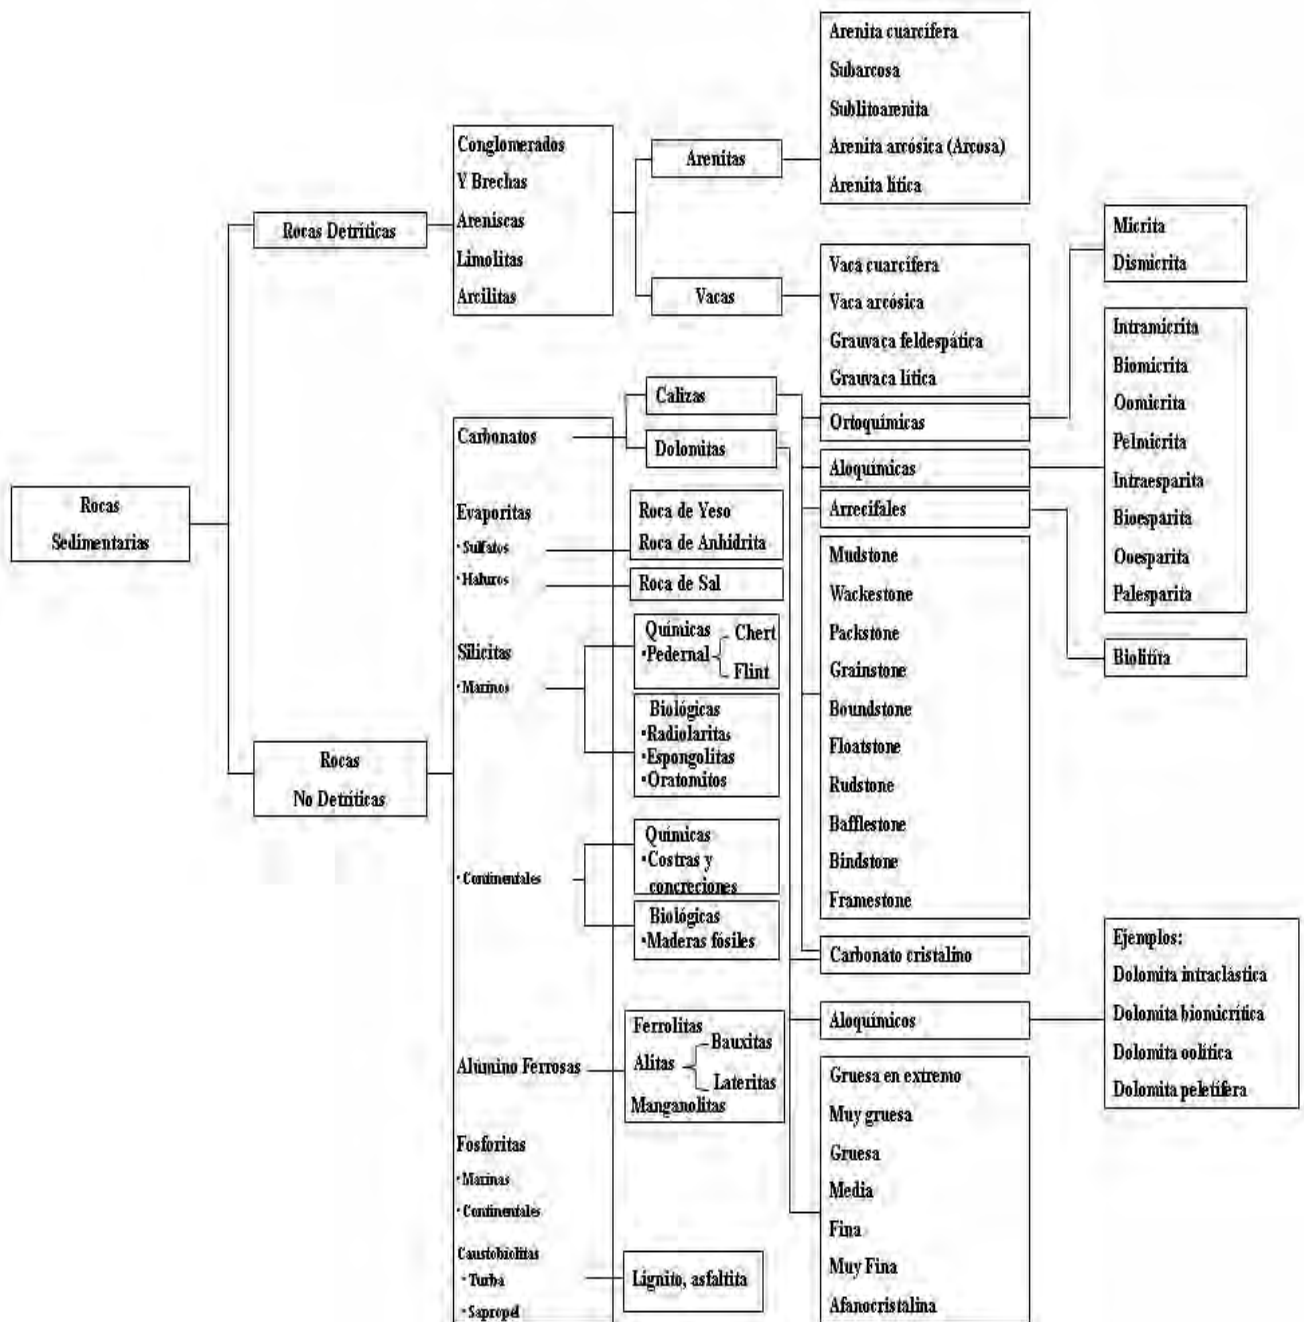 Rocas
Sedimentarias
Rocas Detríticas
Rocas
No Detríticas
Conglomerados
Y Brechas
Areniscas
Limolitas
Arcilitas
Arenitas
Vacas
Arenita cuarcífera
Subarcosa
Sublitoarenita
Arenita arcósica (Arcosa)
Arenita lítica
Vaca cuarcífera
Vaca arcósica
Grauvaca feldespática
Grauvaca lítica
Carbonatos
Calizas
Dolomitas
Ortoquímicas
Aloquímicas
Arrecifales
Micrita
Dismicrita
Intramicrita
Biomicrita
Oomicrita
Pelmicrita
Intraesparita
Bioesparita
Ooesparita
Palesparita
Biolitita
Mudstone
Wackestone
Packstone
Grainstone
Boundstone
Floatstone
Rudstone
Bafflestone
Bindstone
Framestone
Carbonato cristalino
Aloquímicos
Ejemplos:
Dolomita intraclástica
Dolomita biomicrítica
Dolomita oolítica
Dolomita peletífera
Gruesa en extremo
Muy gruesa
Gruesa
Media
Fina
Muy Fina
Afanocristalina
Evaporitas
· Sulfatos
· Haluros
Roca de Yeso
Roca de Anhidrita
Roca de Sal
Silicitas
· Marinos
Químicas
· Pedernal
Chert
Flint
Biológicas
· Radiolaritas
· Espongolitas
· Oratomitos
· Continentales
Químicas
· Costras y
concreciones
Biológicas
· Maderas fósiles
Alumino Ferrosas
Ferrolitas
Alitas
Bauxitas
Lateritas
Manganolitas
Fosforitas
· Marinas
· Continentales
Caustobiolitas
· Turba
· Sapropel
Lignito, asfaltita